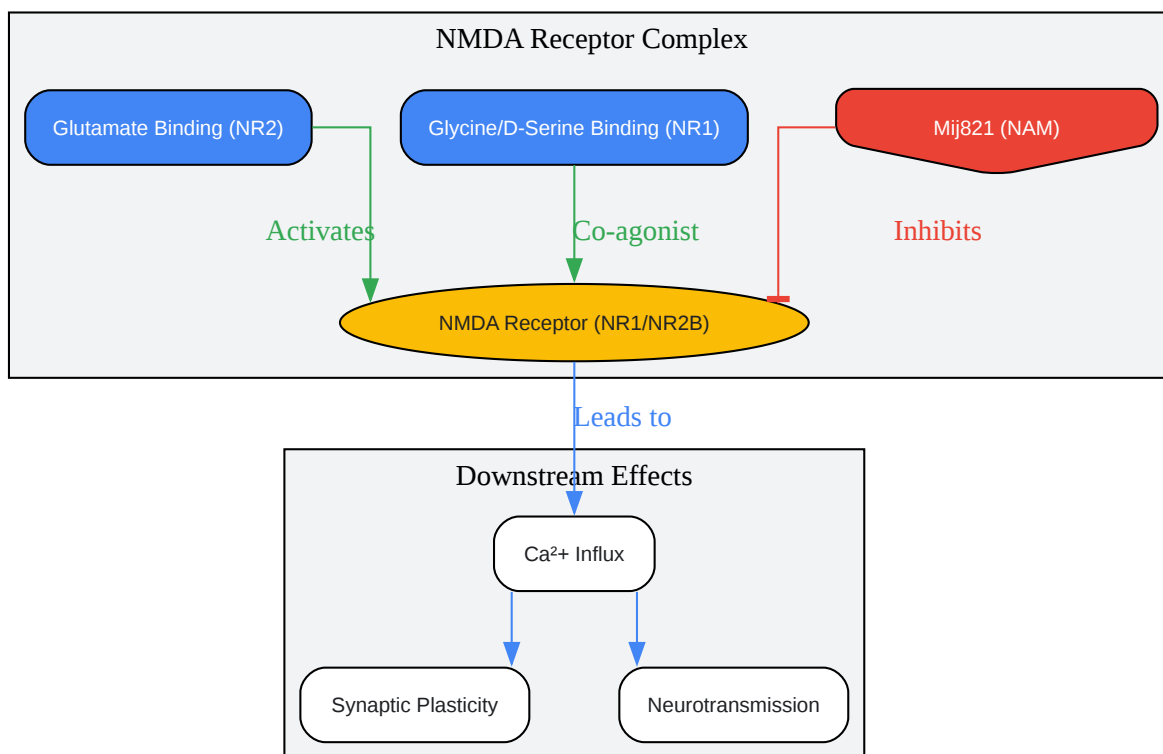 NMDA Receptor Complex
Glutamate Binding (NR2)
Glycine/D-Serine Binding (NR1)
Mij821 (NAM)
Activates
Co-agonist
Inhibits
NMDA Receptor (NR1/NR2B)
Leads to
Downstream Effects
Ca²+ Influx
Synaptic Plasticity
Neurotransmission